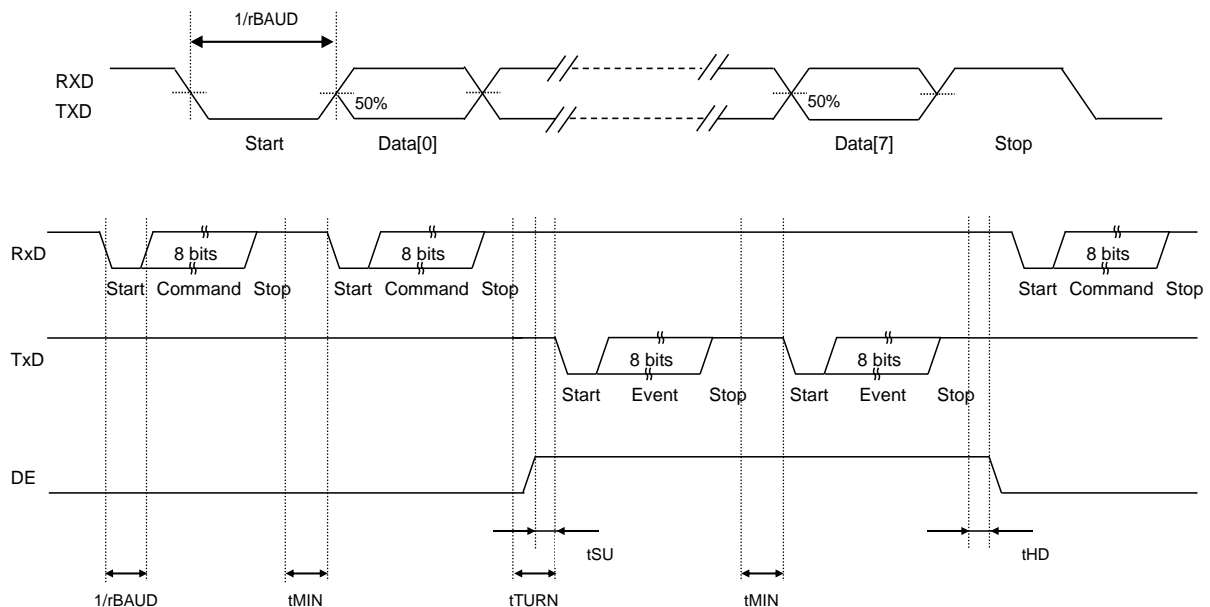 1/rBAUD
RXD
TXD
50%
50%
Start
Data[0]
Data[7]
Stop
RxD
8 bits
8 bits
8 bits
Start
Command
Stop
Start
Command
Stop
Start
Command
Stop
TxD
8 bits
8 bits
Start
Event
Stop
Start
Event
Stop
DE
tSU
tHD
1/rBAUD
tMIN
tTURN
tMIN